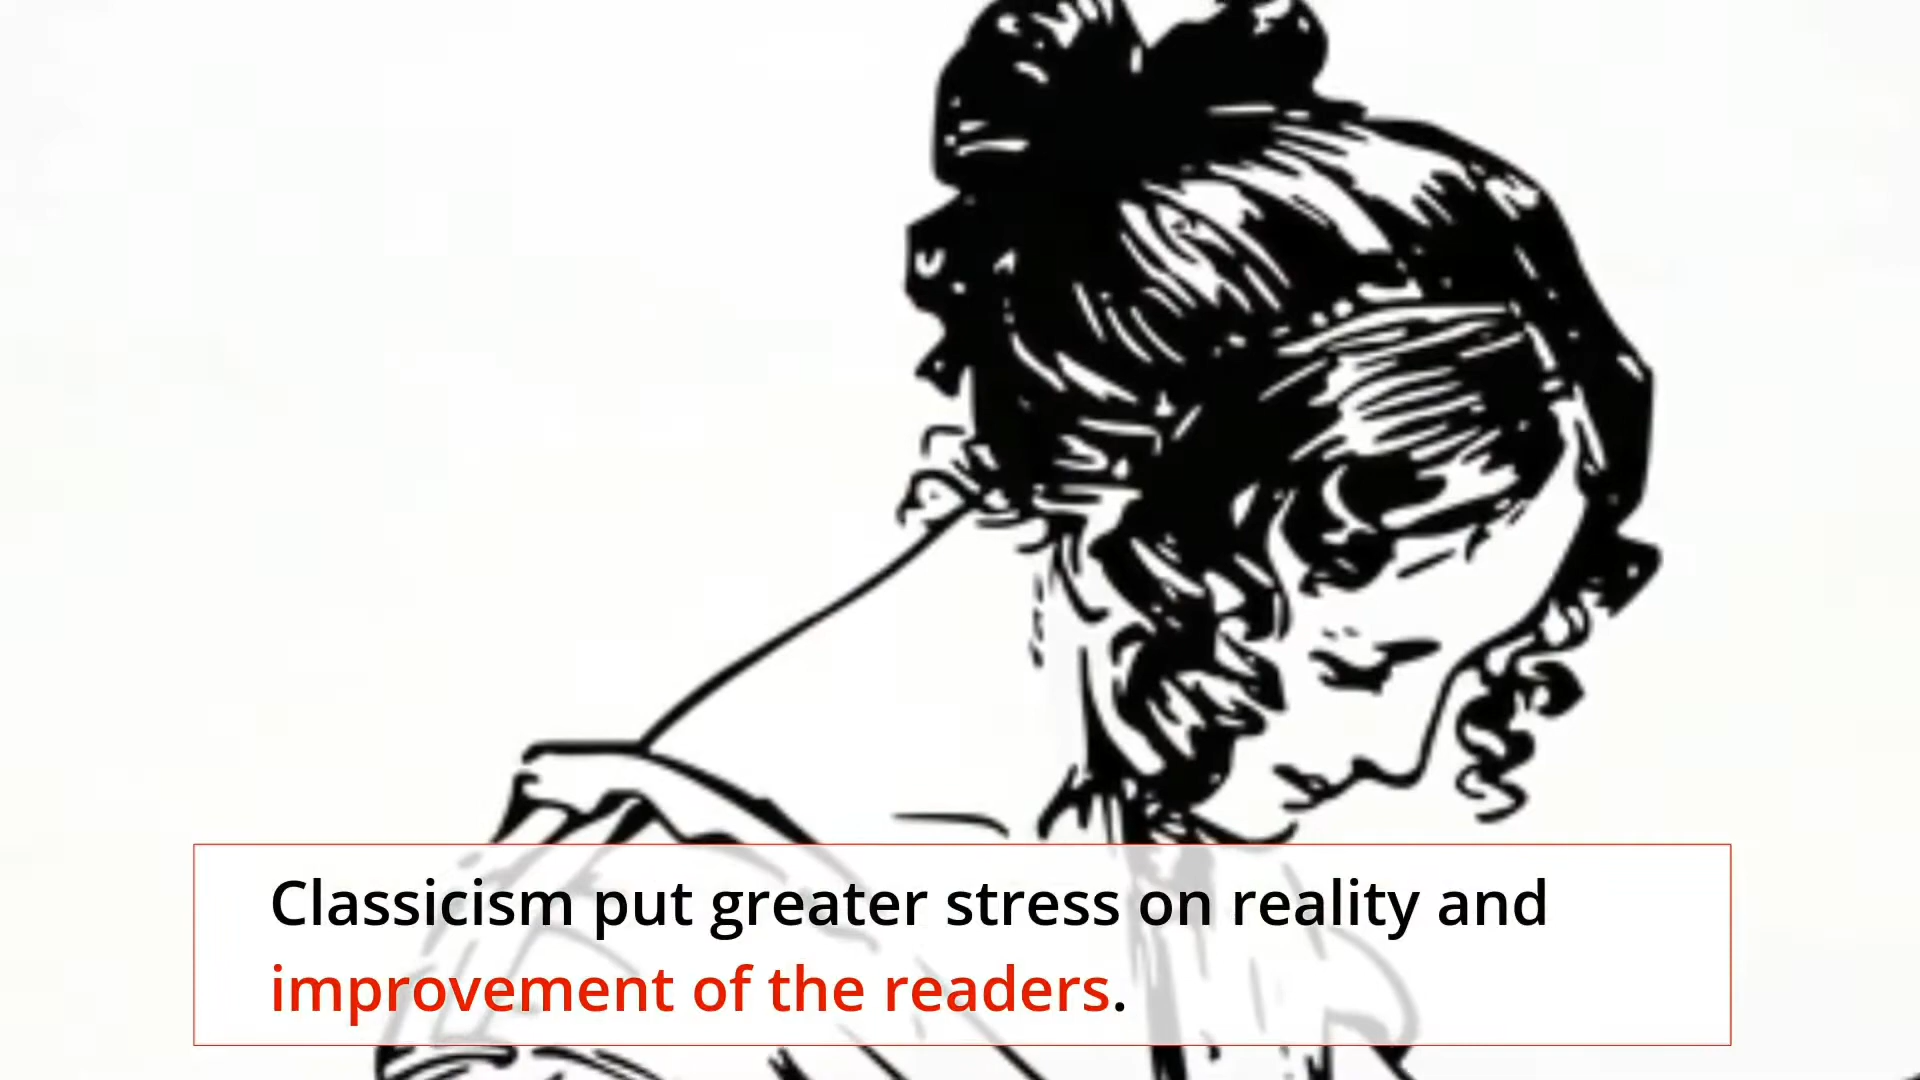 Classicism put greater stress on reality and
improvement of the readers.